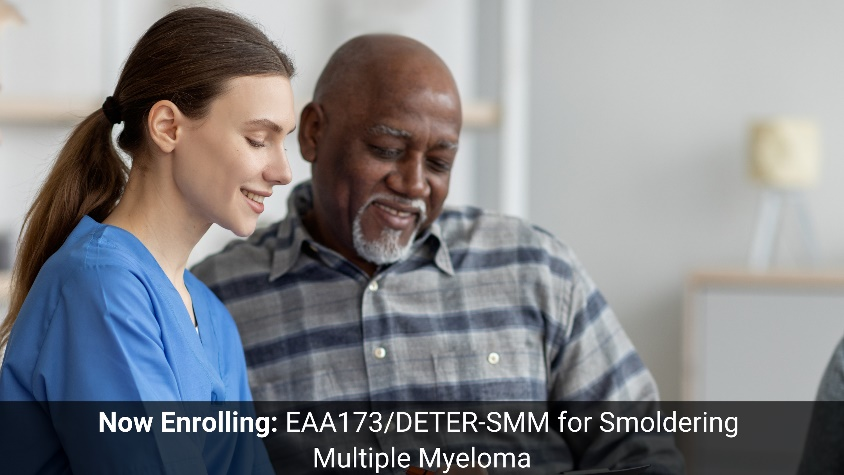 Now Enrolling: EAA173/DETER-SMM for Smoldering
Multiple Myeloma